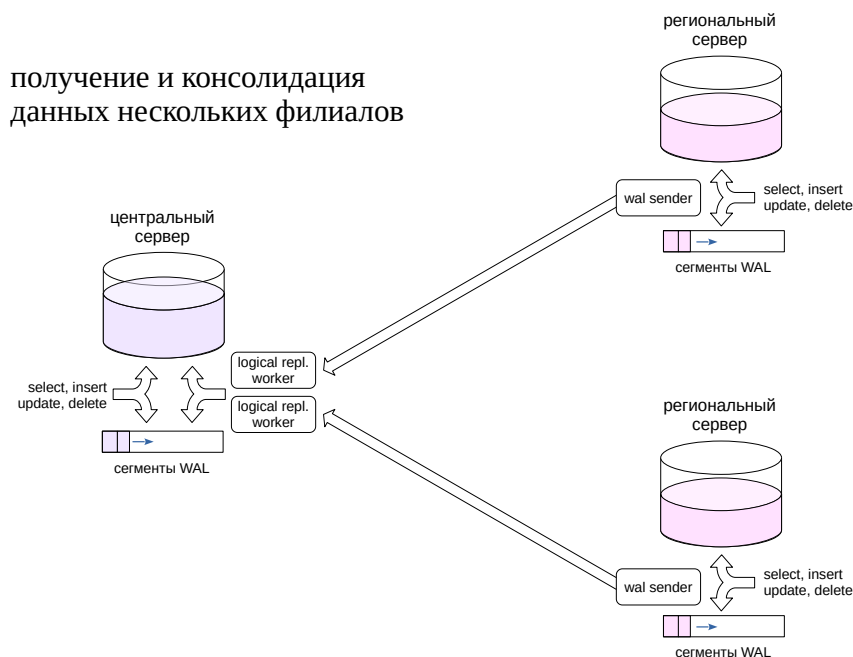 получение и консолидация
данных нескольких филиалов
региональный
сервер
wal sender
select, insert
update, delete
сегменты WAL
центральный
сервер
logical repl.
worker
select, insert
update, delete
logical repl.
worker
сегменты WAL
региональный
сервер
wal sender
select, insert
update, delete
сегменты WAL